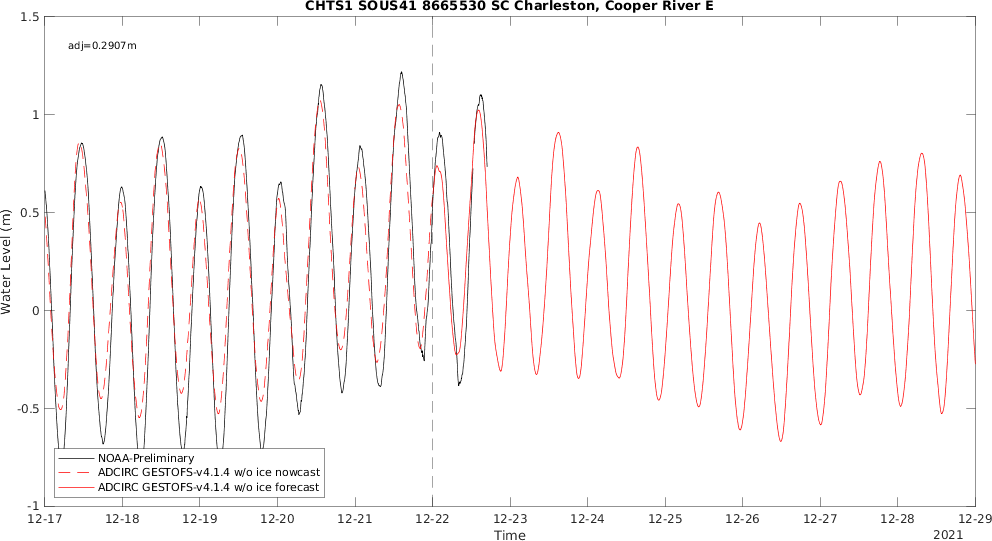 CHTS1 SOUS41 8665530 SC Charleston, Cooper River E
adj=0.2907m
1.5
1
0.5
0
-0.5
-1
Water Level (m)
NOAA-Preliminary
ADCIRC GESTOFS-v4.1.4 w/o ice nowcast
ADCIRC GESTOFS-v4.1.4 w/o ice forecast
12-17 12-18 12-19 12-20 12-21 12-22 12-23 12-24 12-25 12-26 12-27 12-28 12-29
Time
2021